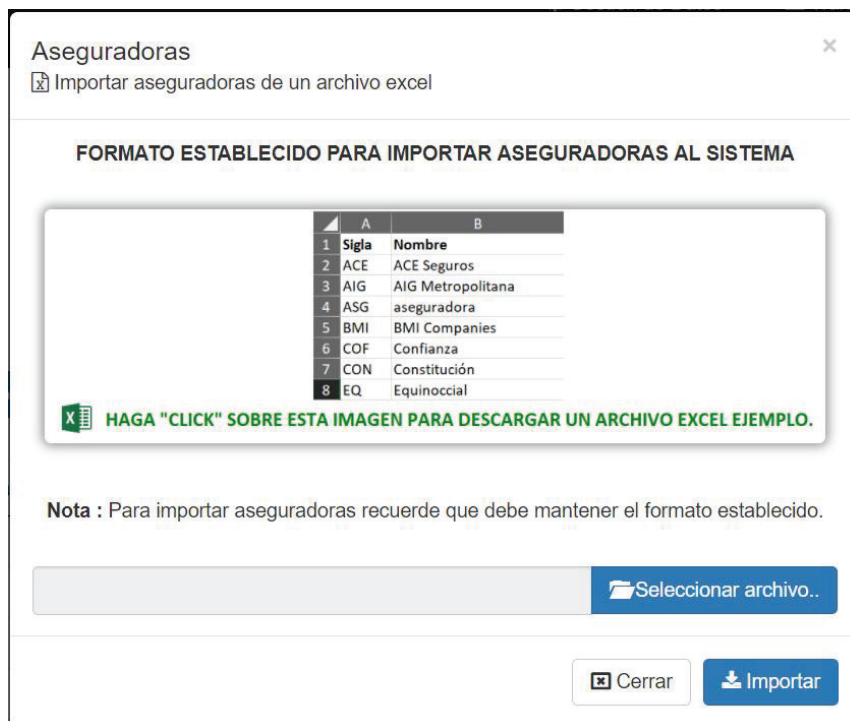 Aseguradoras
×
Importar aseguradoras de un archivo excel
FORMATO ESTABLECIDO PARA IMPORTAR ASEGURADORAS AL SISTEMA
A B
1 Sigla Nombre
2 ACE ACE Seguros
3 AIG AIG Metropolitana
4 ASG aseguradora
5 BMI BMI Companies
6 COF Confianza
7 CON Constitución
8 EQ Equinoccial
HAGA "CLICK" SOBRE ESTA IMAGEN PARA DESCARGAR UN ARCHIVO EXCEL EJEMPLO.
Nota : Para importar aseguradoras recuerde que debe mantener el formato establecido.
Seleccionar archivo..
Cerrar Importar